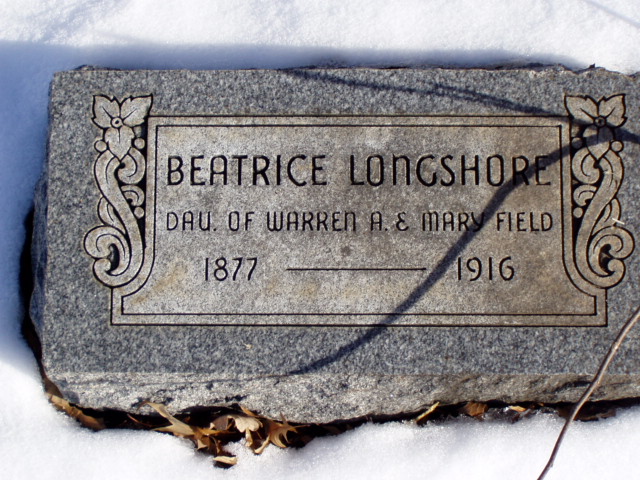 BEATRICE LONGSHORE
DAU. OF WARREN A. & MARY FIELD
1877 — 1916